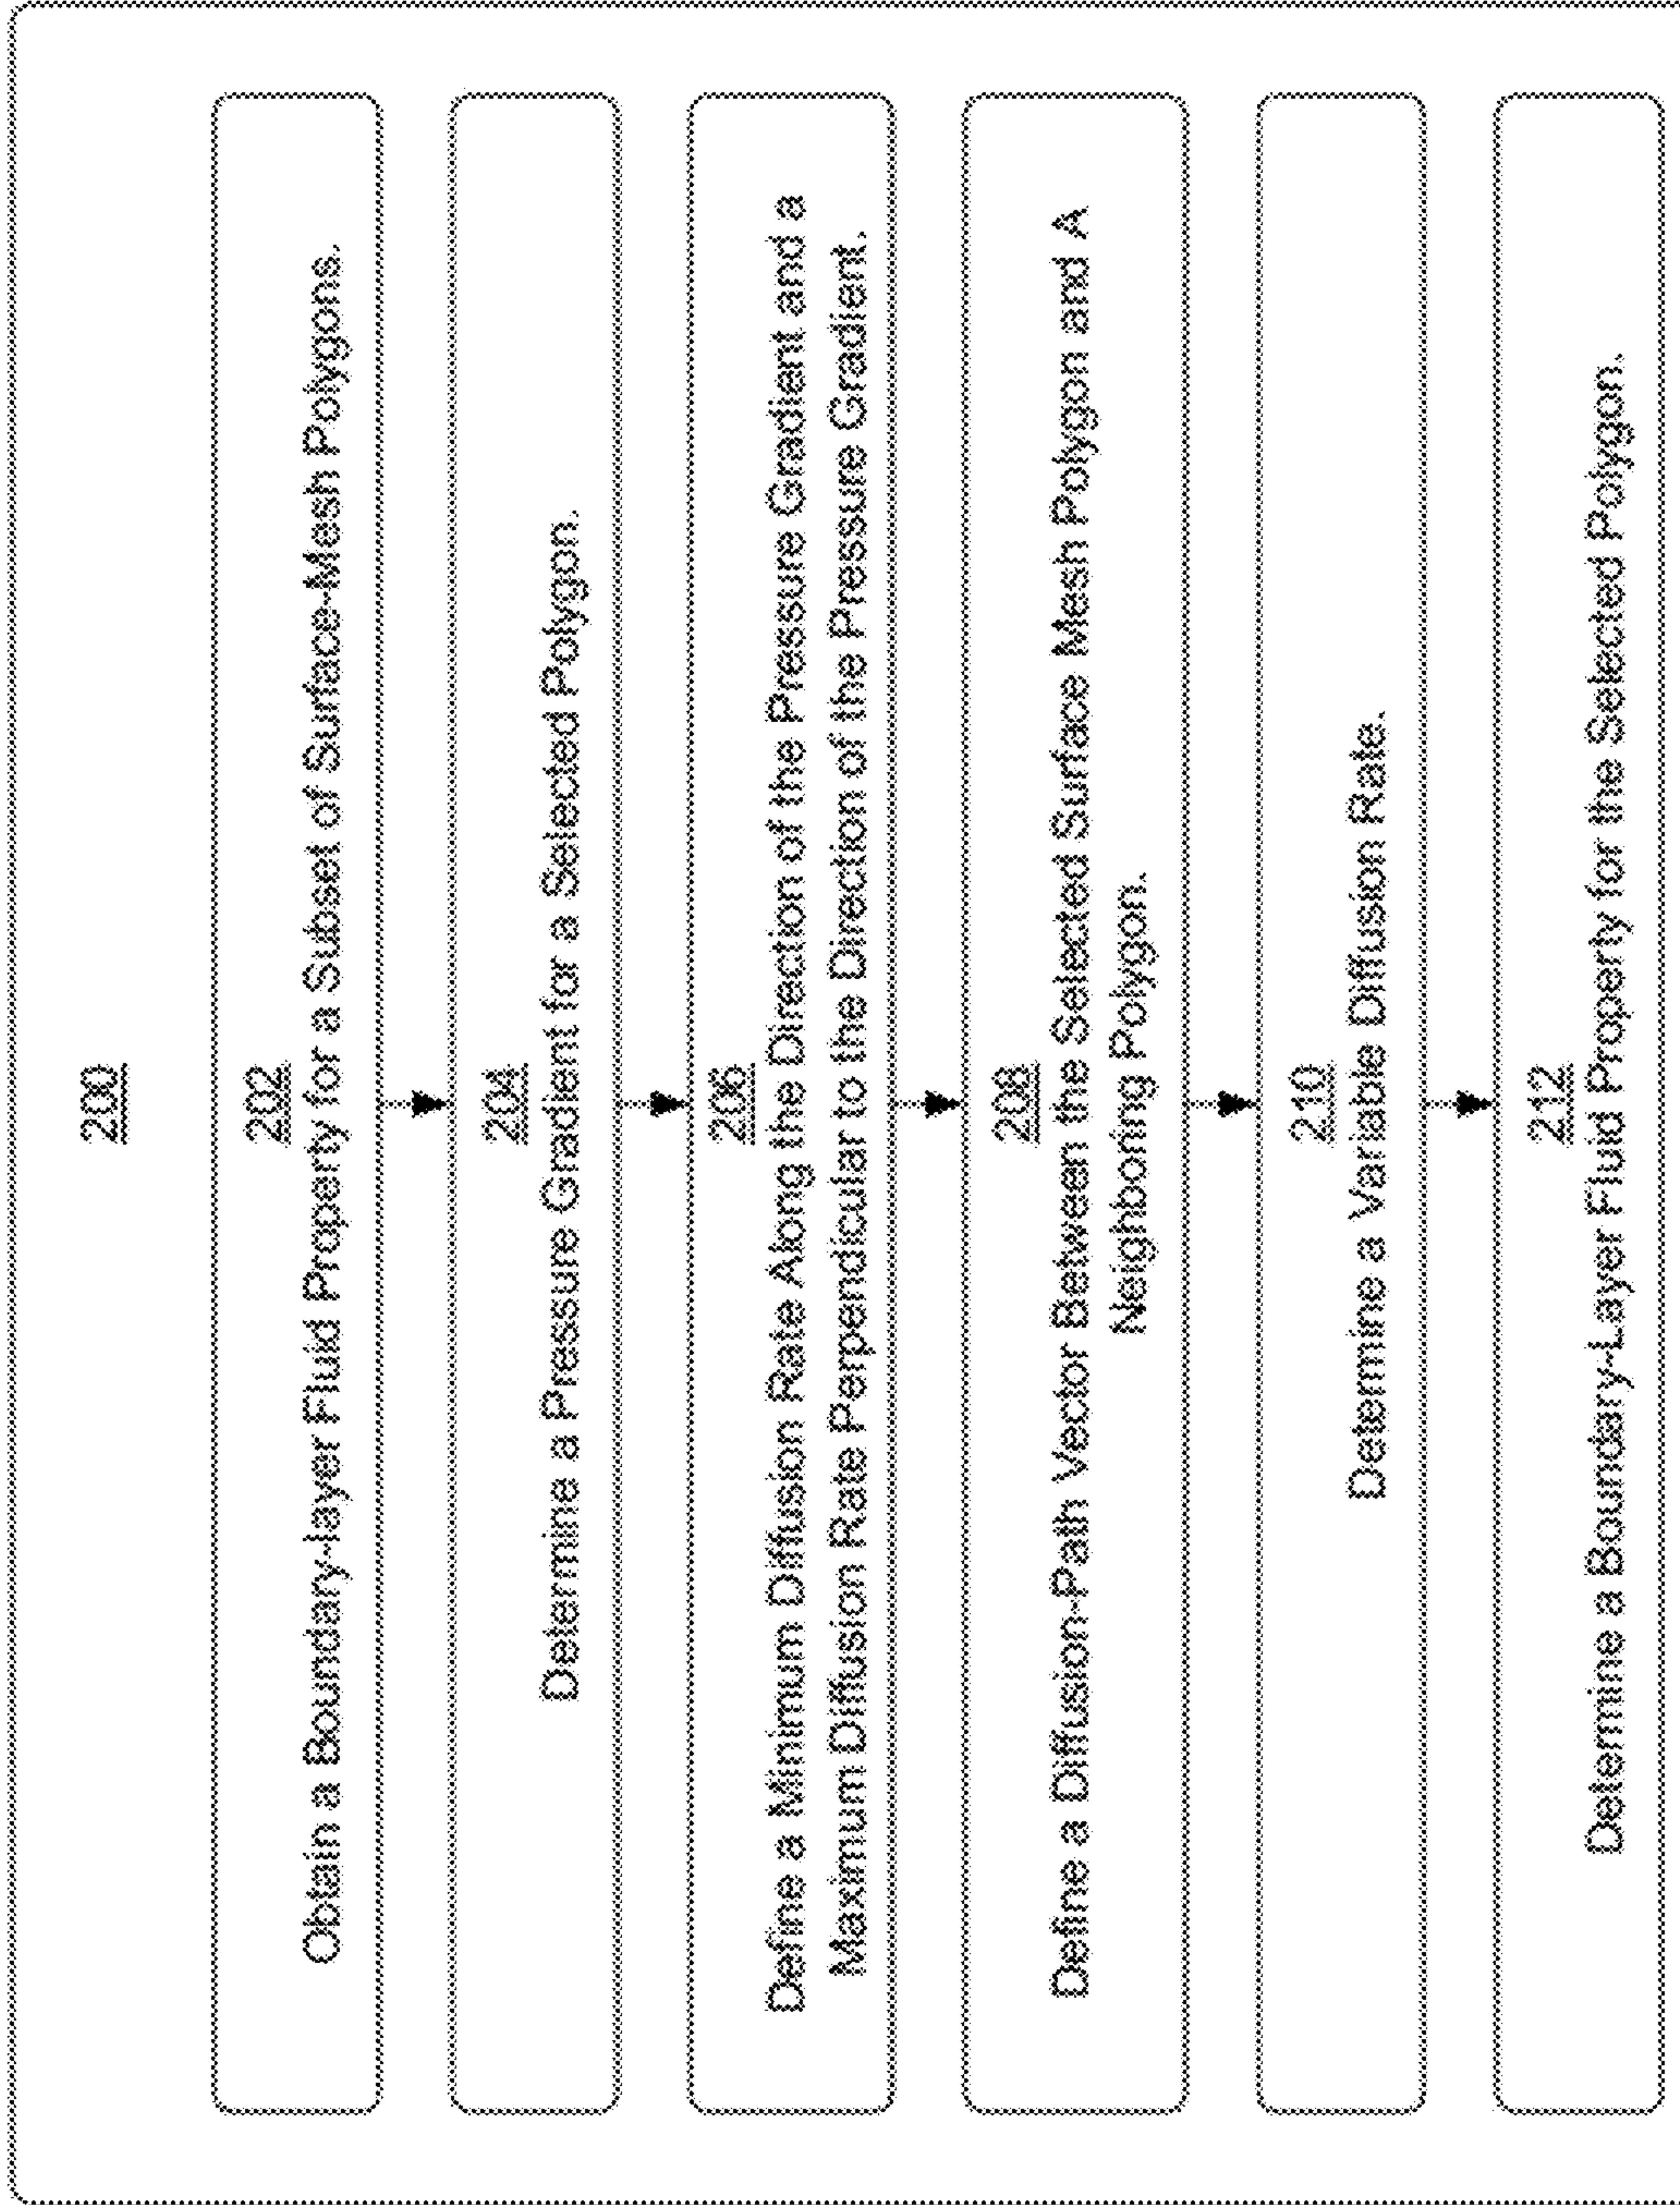 200
202
Obtain a Boundary-layer Fluid Property for a Subset of Surface-Mesh Polygons.
204
Determine a Pressure Gradient for a Selected Polygon.
206
Define a Minimum Diffusion Rate Along the Direction of the Pressure Gradient and a
Maximum Diffusion Rate Perpendicular to the Direction of the Pressure Gradient.
208
Define a Diffusion-Path Vector Between the Selected Surface Mesh Polygon and A
Neighboring Polygon.
210
Determine a Variable Diffusion Rate.
212
Determine a Boundary-Layer Fluid Property for the Selected Polygon.